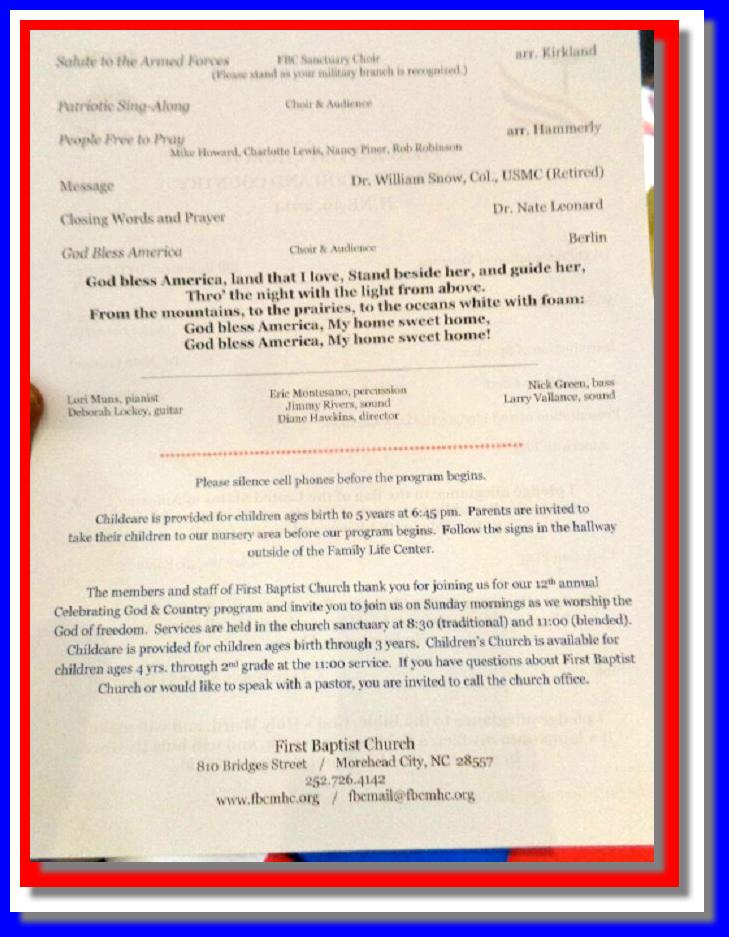 Salute to the Armed Forces FBC Sanctuary Choir arr. Kirkland
(Please stand as your military branch is recognized.)
Patriotic Sing-Along Choir & Audience
People Free to Pray arr. Hammerly
Mike Howard, Charlotte Lewis, Nancy Piner, Rob Robinson
Message Dr. William Snow, Col., USMC (Retired)
Closing Words and Prayer Dr. Nate Leonard
God Bless America Choir & Audience Berlin
God bless America, land that I love, Stand beside her, and guide her,
Thro' the night with the light from above.
From the mountains, to the prairies, to the oceans white with foam:
God bless America, My home sweet home,
God bless America, My home sweet home!
Lori Muns, pianist Eric Montesano, percussion Nick Green, bass
Deborah Lockey, guitar Jimmy Rivers, sound Larry Vallance, sound
Diane Hawkins, director
Please silence cell phones before the program begins.
Childcare is provided for children ages birth to 5 years at 6:45 pm. Parents are invited to
take their children to our nursery area before our program begins. Follow the signs in the hallway
outside of the Family Life Center.
The members and staff of First Baptist Church thank you for joining us for our 12th annual
Celebrating God & Country program and invite you to join us on Sunday mornings as we worship the
God of freedom. Services are held in the church sanctuary at 8:30 (traditional) and 11:00 (blended).
Childcare is provided for children ages birth through 3 years. Children's Church is available for
children ages 4 yrs. through 2nd grade at the 11:00 service. If you have questions about First Baptist
Church or would like to speak with a pastor, you are invited to call the church office.
First Baptist Church
810 Bridges Street / Morehead City, NC 28557
252.726.4142
www.fbcmhc.org / fbcmail@fbcmhc.org